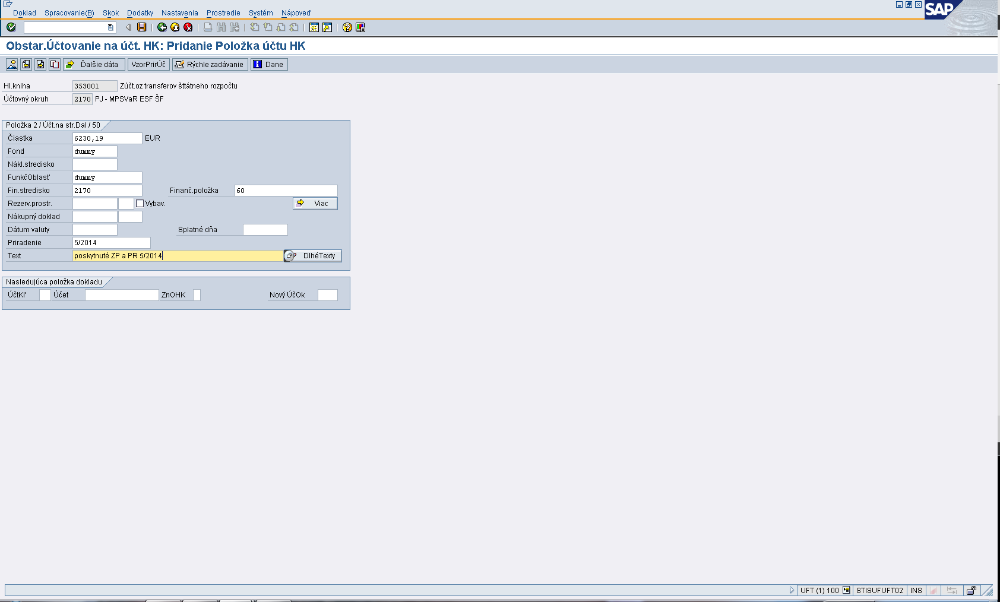 Doklad Spracovanie(B) Skok Dodatky Nastavenia Prostredie Systém Nápoveď
SAP
Obstar.Účtovanie na účt. HK: Pridanie Položka účtu HK
Ďalšie dáta VzorPrirÚč Rýchle zadávanie Dane
Hl.kniha 353001 Zúčt.oz transferov šttátneho rozpočtu
Účtovný okruh 2170 PJ - MPSVaR ESF ŠF
Položka 2 / Účt.na str.Dal / 50
Čiastka 6230,19 EUR
Fond dummy
Nákl.stredisko
FunkčOblasť dummy
Fin.stredisko 2170 Finanč.položka 60
Rezerv.prostr. Vybav. Viac
Nákupný doklad
Dátum valuty Splatné dňa
Priradenie 5/2014
Text poskytnuté ZP a PR 5/2014 DlhéTexty
Nasledujúca položka dokladu
ÚčtKľ Účet ZnOHK Nový ÚčOk
UFT (1) 100 STISUFUFT02 INS